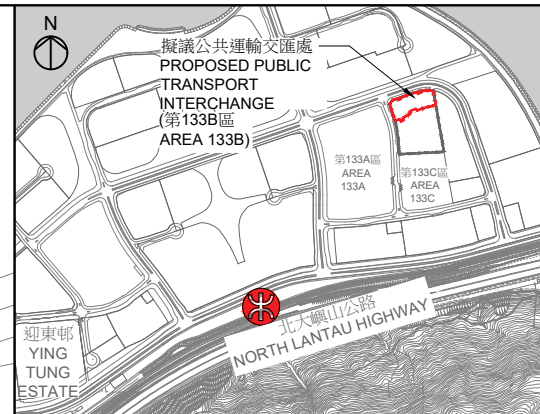 N
擬議公共運輸交匯處
PROPOSED PUBLIC
TRANSPORT
INTERCHANGE
(第133B區
AREA 133B)
第133A區
AREA
133A
第133C區
AREA
133C
北大嶼山公路
NORTH LANTAU HIGHWAY
迎東邨
YING
TUNG
ESTATE